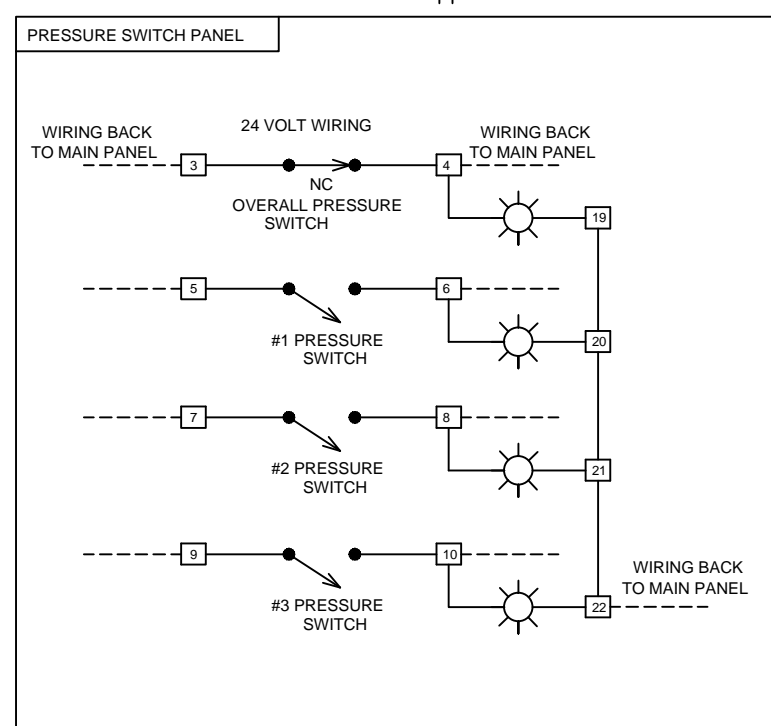 PRESSURE SWITCH PANEL
24 VOLT WIRING
WIRING BACK
TO MAIN PANEL
WIRING BACK
TO MAIN PANEL
3
4
NC
OVERALL PRESSURE
SWITCH
19
5
6
#1 PRESSURE
SWITCH
20
7
8
#2 PRESSURE
SWITCH
21
9
10
WIRING BACK
TO MAIN PANEL
#3 PRESSURE
SWITCH
22